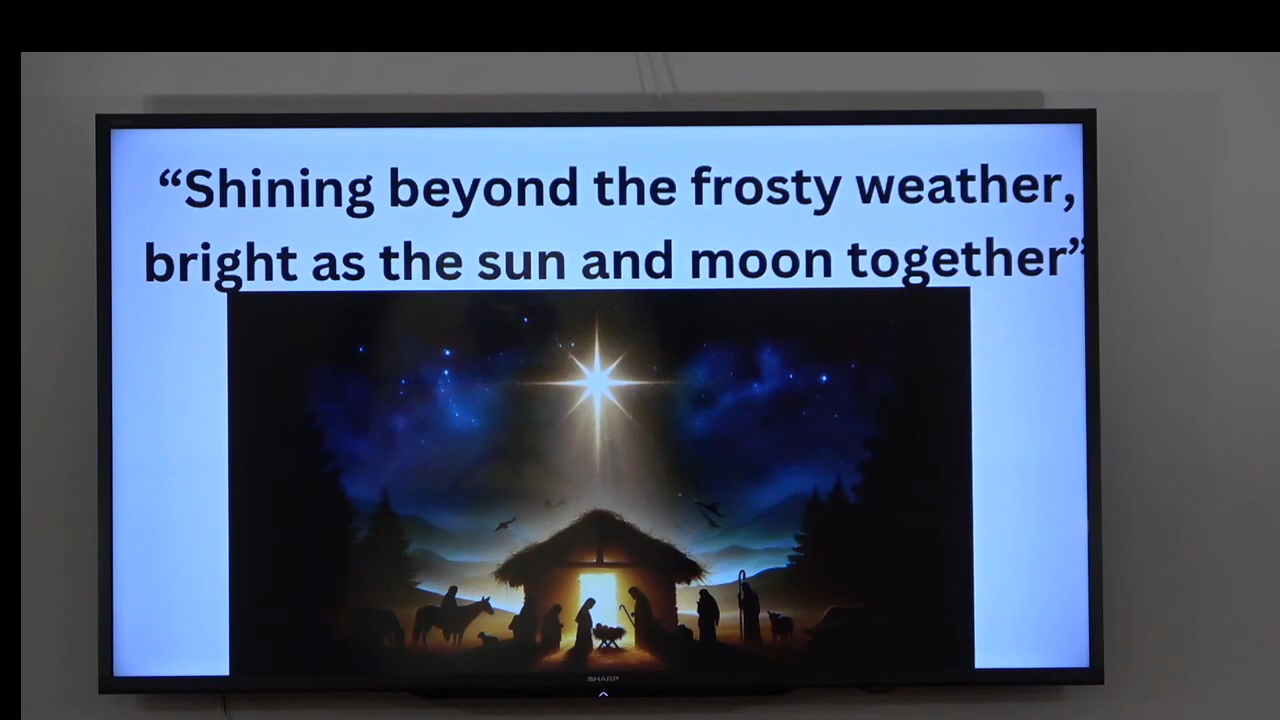 “Shining beyond the frosty weather,
bright as the sun and moon together”
SHARP